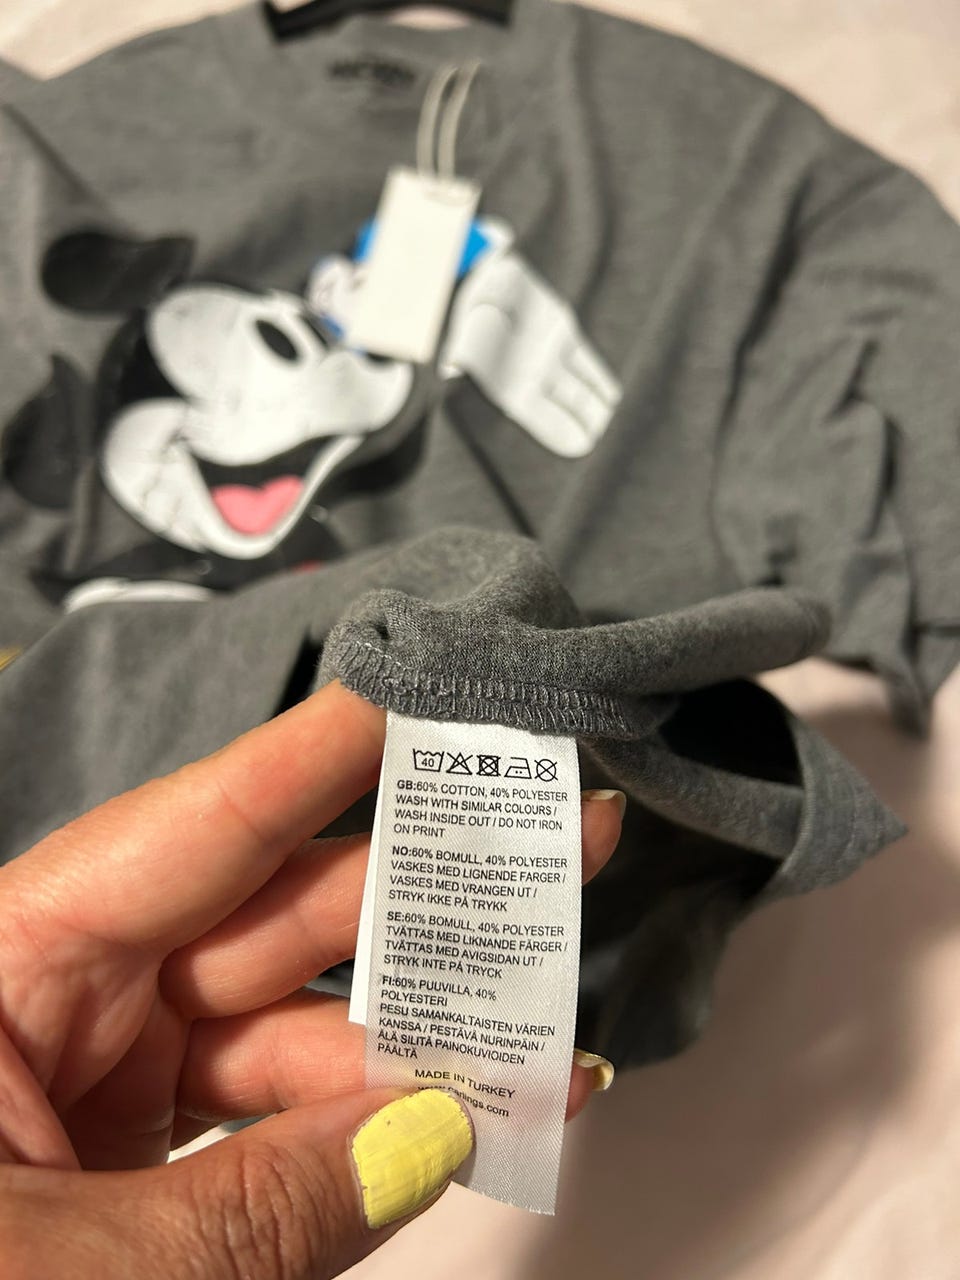 40
GB:60% COTTON, 40% POLYESTER
WASH WITH SIMILAR COLOURS /
WASH INSIDE OUT / DO NOT IRON
ON PRINT
NO:60% BOMULL, 40% POLYESTER
VASKES MED LIGNENDE FARGER /
VASKES MED VRANGEN UT /
STRYK IKKE PÅ TRYKK
SE:60% BOMULL, 40% POLYESTER
TVÄTTAS MED LIKNANDE FÄRGER /
TVÄTTAS MED AVIGSIDAN UT /
STRYK INTE PÅ TRYCK
FI:60% PUUVILLA, 40%
POLYESTERI
PESU SAMANKALTAISTEN VÄRIEN
KANSSA / PESTÄVÄ NURINPÄIN /
ÄLÄ SILITÄ PAINOKUVIOIDEN
PÄÄLTÄ
MADE IN TURKEY